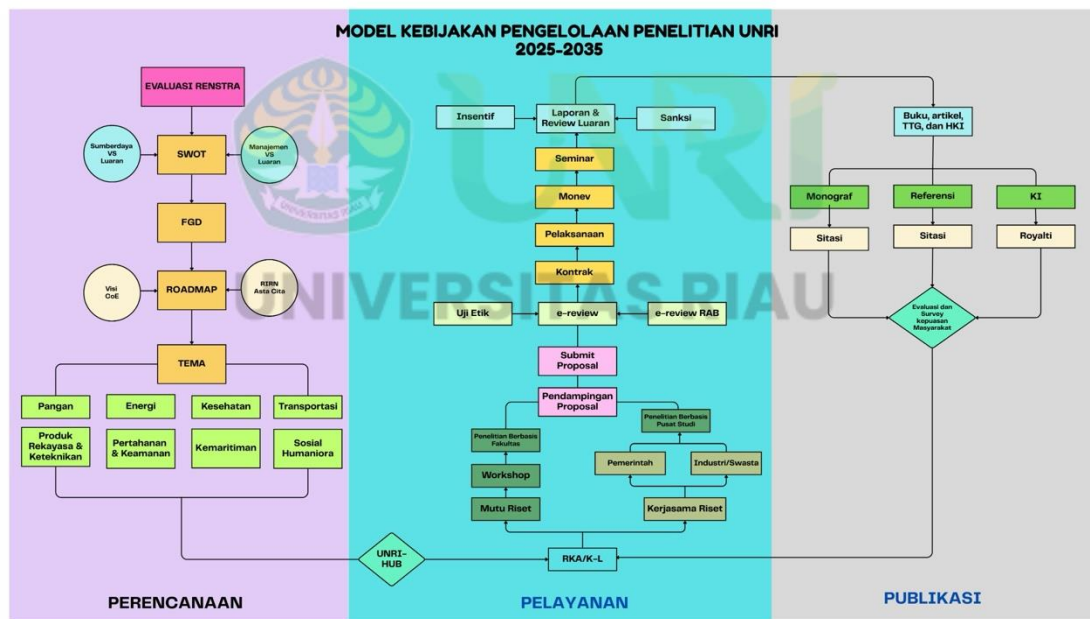 MODEL KEBIJAKAN PENGELOLAAN PENELITIAN UNRI
2025-2035
EVALUASI RENSTRA
Sumberdaya
VS
Luaran
SWOT
Manajemen
VS
Luaran
FGD
Visi
CoE
ROADMAP
RIRN
Asta Cita
TEMA
Pangan
Energi
Kesehatan
Transportasi
Produk
Rekayasa &
Keteknikan
Pertahanan
& Keamanan
Kemaritiman
Sosial
Humaniora
UNRI-
HUB
PERENCANAAN
Insentif
Laporan &
Review Luaran
Sanksi
Seminar
Monev
Pelaksanaan
Kontrak
Uji Etik
e-review
e-review RAB
Submit
Proposal
Pendampingan
Proposal
Penelitian Berbasis
Fakultas
Penelitian Berbasis
Pusat Studi
Workshop
Pemerintah
Industri/Swasta
Mutu Riset
Kerjasama Riset
RKA/K-L
PELAYANAN
Buku, artikel,
TTG, dan HKI
Monograf
Referensi
KI
Sitasi
Sitasi
Royalti
Evaluasi dan
Survey
kepuasan
Masyarakat
PUBLIKASI
UNRI
UNIVERSITAS RIAU
UNIVERSITAS RIAU